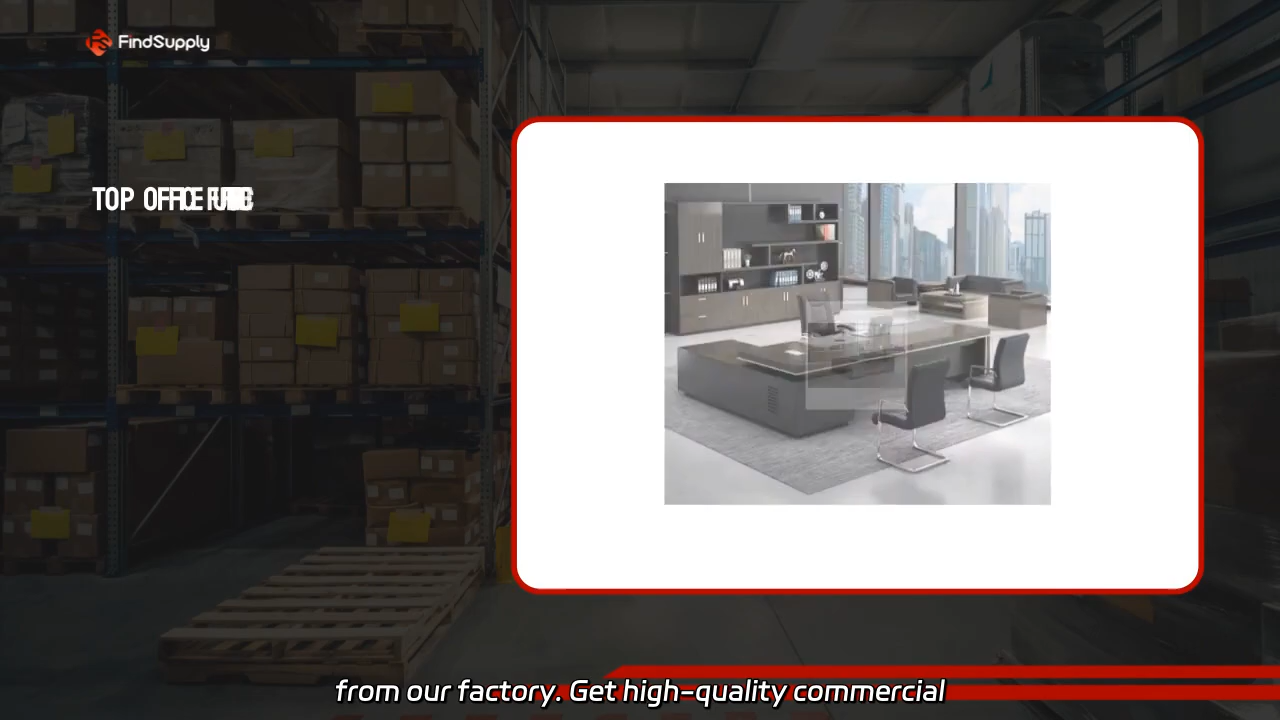 FindSupply
TOP OFFICE
from our factory. Get high-quality commercial